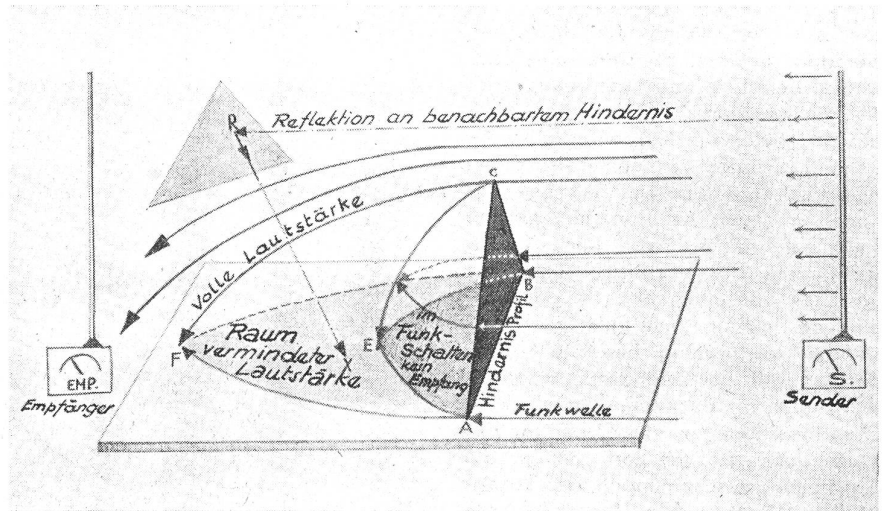 R
Reflektion an benachbartem Hindernis
C
Volle Lautstärke
B
Hindernis Profil
im
Funk-
Schatten
kein
Empfang
E
F
Raum
verminderter
Lautstärke
X
A
Funkwelle
EMP.
Empfänger
S.
Sender